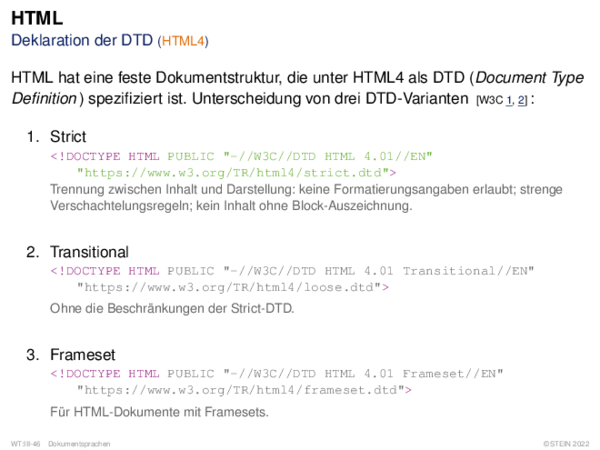 HTML
Deklaration der DTD (HTML4)
HTML hat eine feste Dokumentstruktur, die unter HTML4 als DTD (Document Type
Definition) spezifiziert ist. Unterscheidung von drei DTD-Varianten [W3C 1, 2] :
1. Strict
<!DOCTYPE HTML PUBLIC "-//W3C//DTD HTML 4.01//EN"
"https://www.w3.org/TR/html4/strict.dtd">
Trennung zwischen Inhalt und Darstellung: keine Formatierungsangaben erlaubt; strenge
Verschachtelungsregeln; kein Inhalt ohne Block-Auszeichnung.
2. Transitional
<!DOCTYPE HTML PUBLIC "-//W3C//DTD HTML 4.01 Transitional//EN"
"https://www.w3.org/TR/html4/loose.dtd">
Ohne die Beschränkungen der Strict-DTD.
3. Frameset
<!DOCTYPE HTML PUBLIC "-//W3C//DTD HTML 4.01 Frameset//EN"
"https://www.w3.org/TR/html4/frameset.dtd">
Für HTML-Dokumente mit Framesets.
WT:III-46 Dokumentsprachen ©STEIN 2022